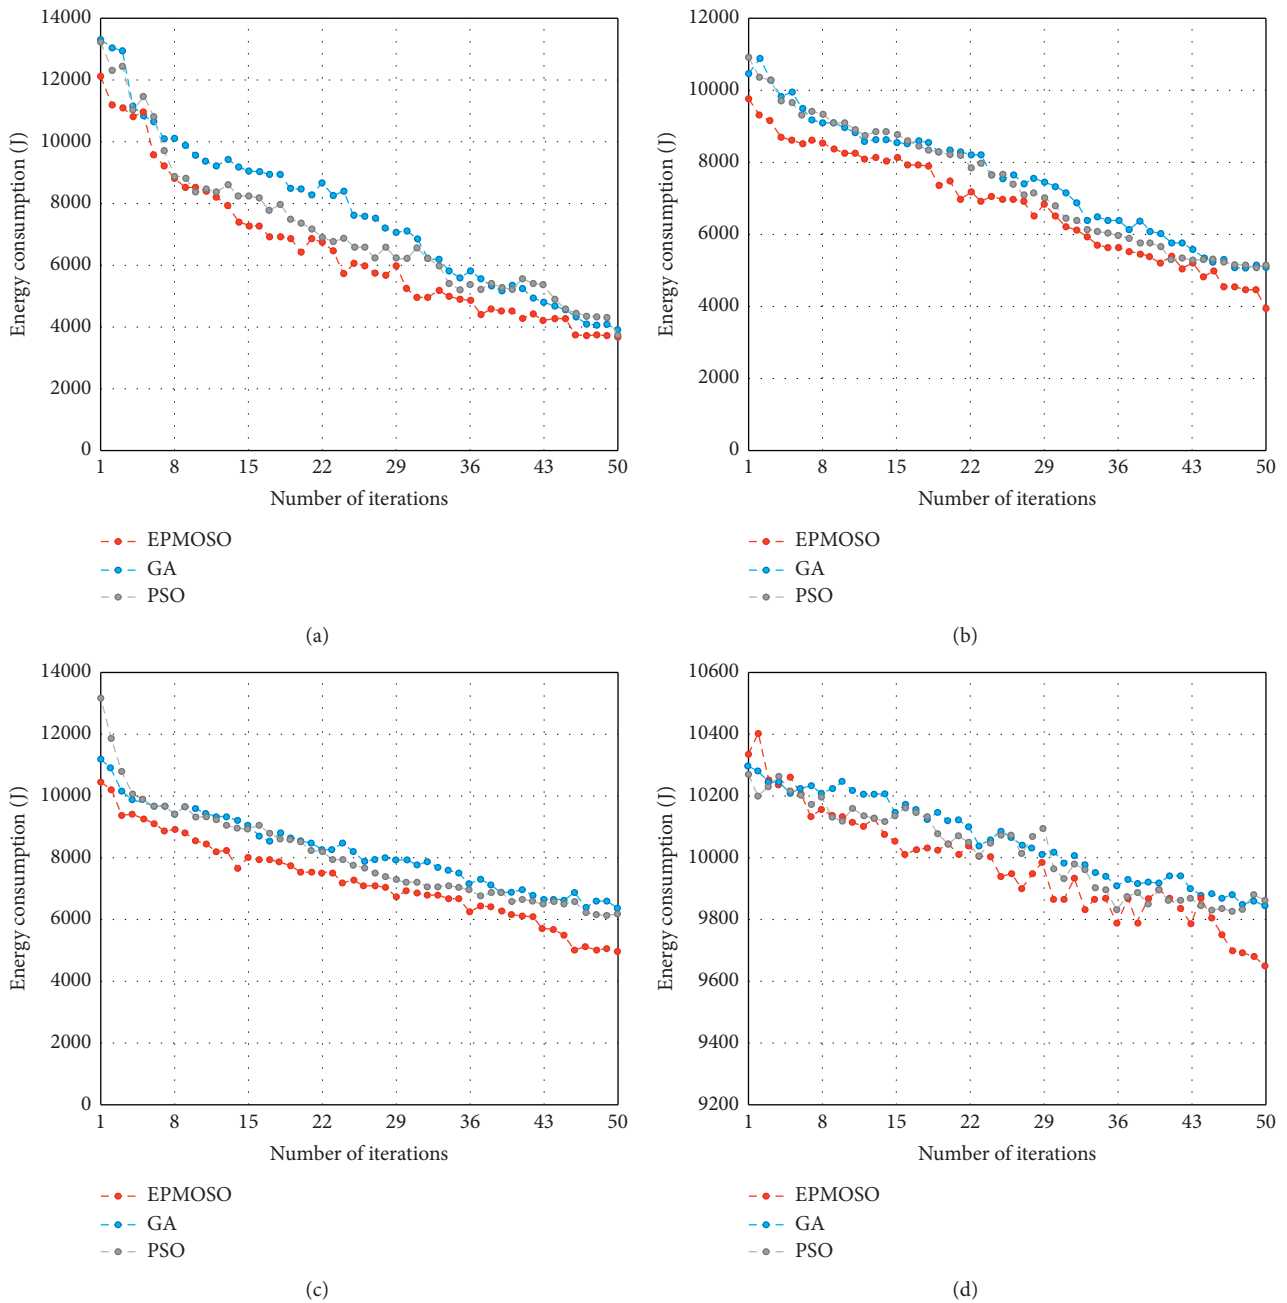 14000
12000
10000
8000
6000
4000
2000
0
Energy consumption (J)
1 8 15 22 29 36 43 50
Number of iterations
EPMOSO
GA
PSO
(a)
12000
10000
8000
6000
4000
2000
0
Energy consumption (J)
1 8 15 22 29 36 43 50
Number of iterations
EPMOSO
GA
PSO
(b)
14000
12000
10000
8000
6000
4000
2000
0
Energy consumption (J)
1 8 15 22 29 36 43 50
Number of iterations
EPMOSO
GA
PSO
(c)
10600
10400
10200
10000
9800
9600
9400
9200
Energy consumption (J)
1 8 15 22 29 36 43 50
Number of iterations
EPMOSO
GA
PSO
(d)